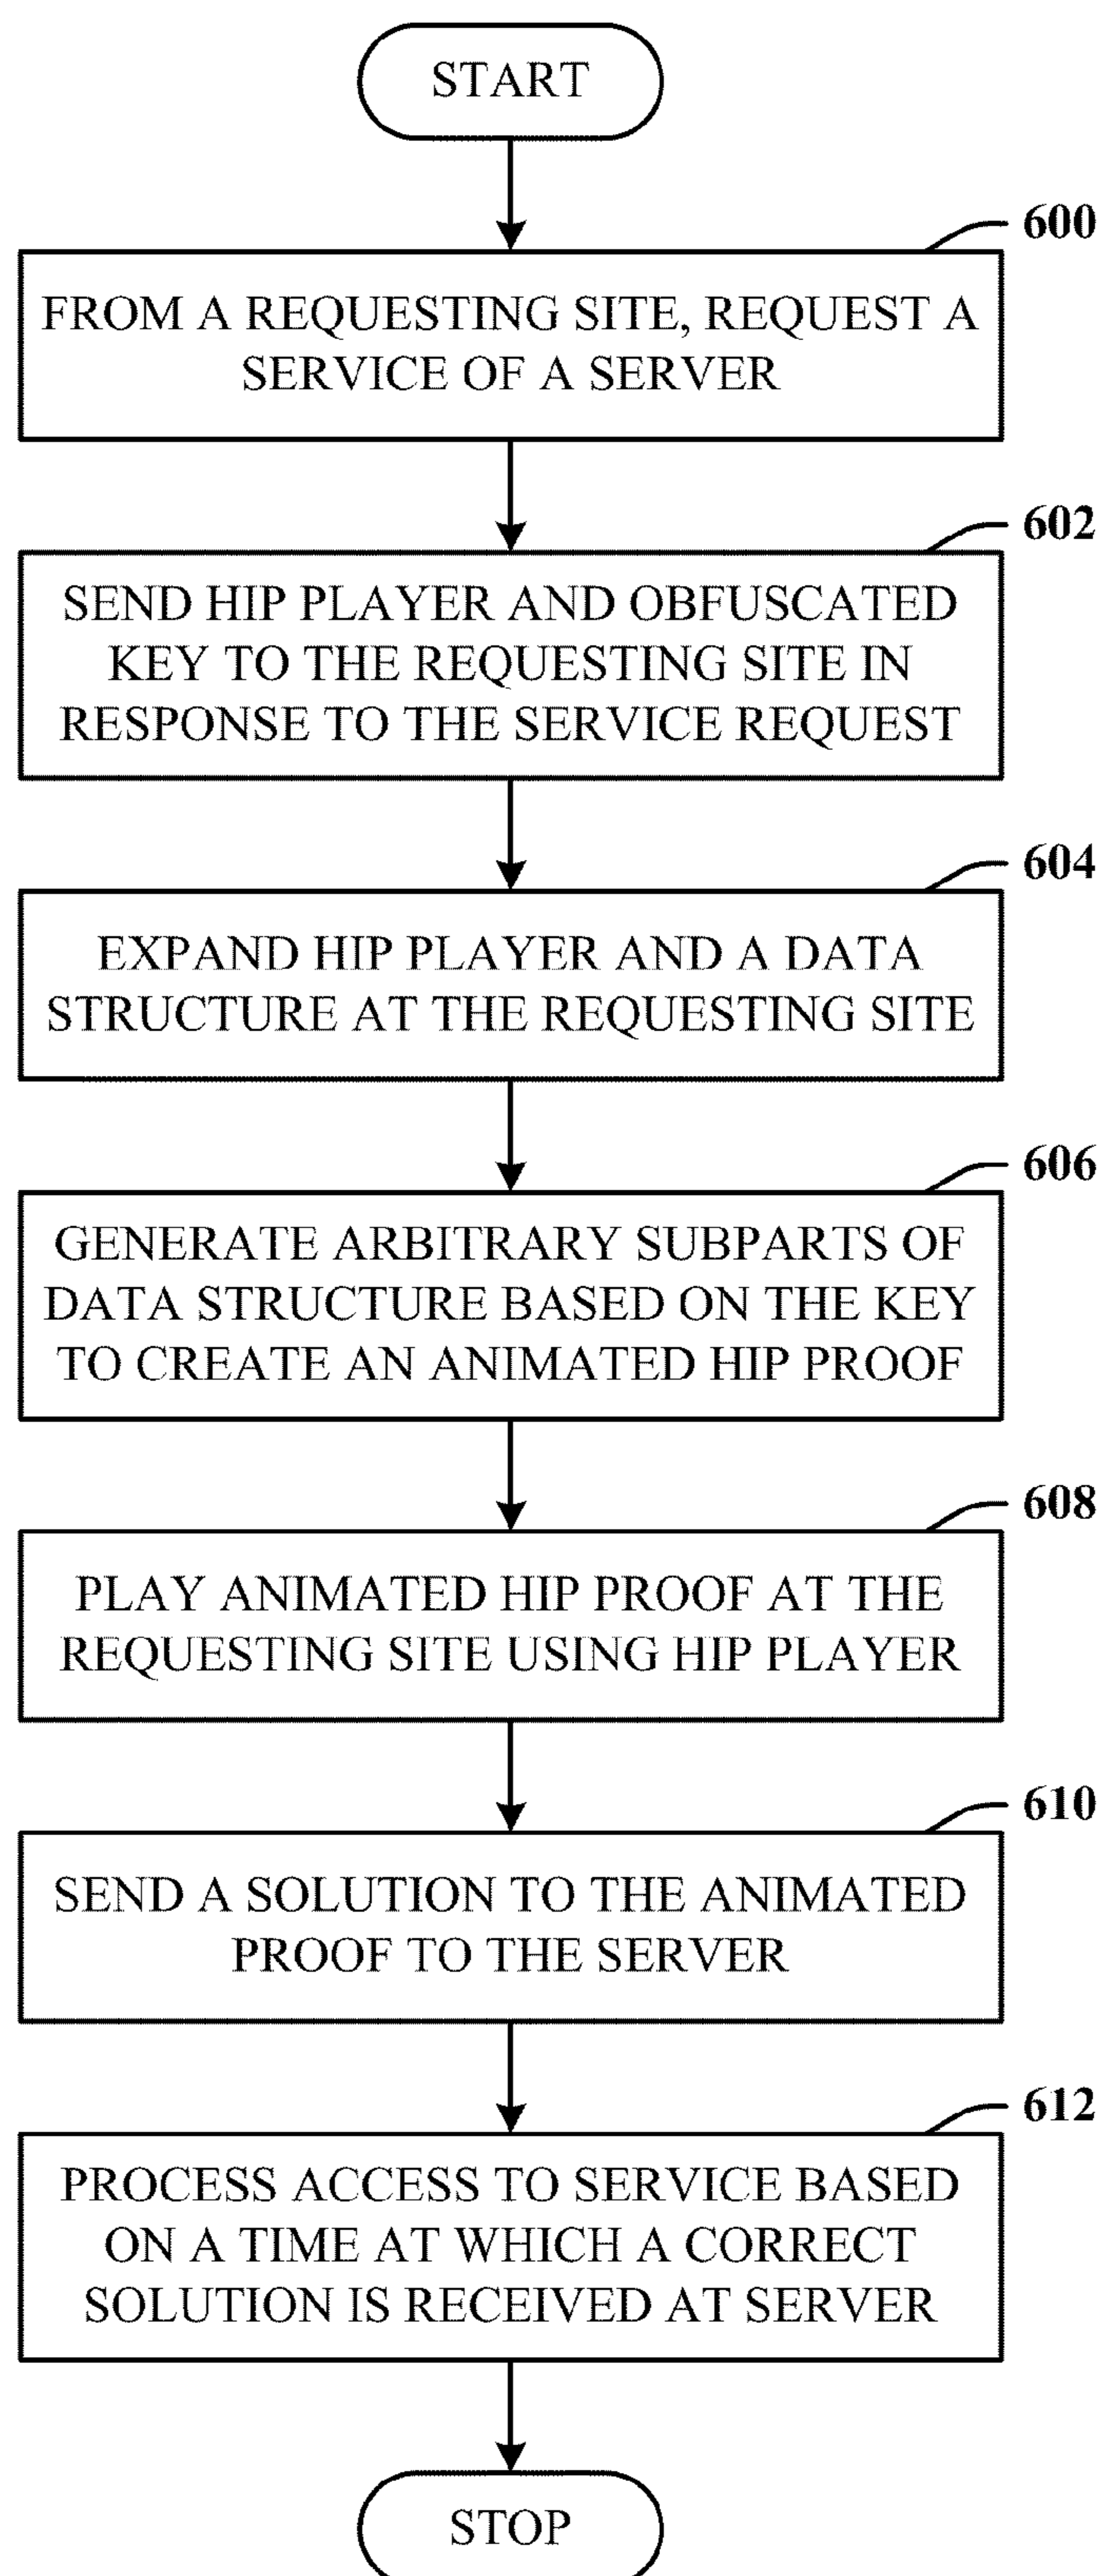 START
600
FROM A REQUESTING SITE, REQUEST A
SERVICE OF A SERVER
602
SEND HIP PLAYER AND OBFUSCATED
KEY TO THE REQUESTING SITE IN
RESPONSE TO THE SERVICE REQUEST
604
EXPAND HIP PLAYER AND A DATA
STRUCTURE AT THE REQUESTING SITE
606
GENERATE ARBITRARY SUBPARTS OF
DATA STRUCTURE BASED ON THE KEY
TO CREATE AN ANIMATED HIP PROOF
608
PLAY ANIMATED HIP PROOF AT THE
REQUESTING SITE USING HIP PLAYER
610
SEND A SOLUTION TO THE ANIMATED
PROOF TO THE SERVER
612
PROCESS ACCESS TO SERVICE BASED
ON A TIME AT WHICH A CORRECT
SOLUTION IS RECEIVED AT SERVER
STOP